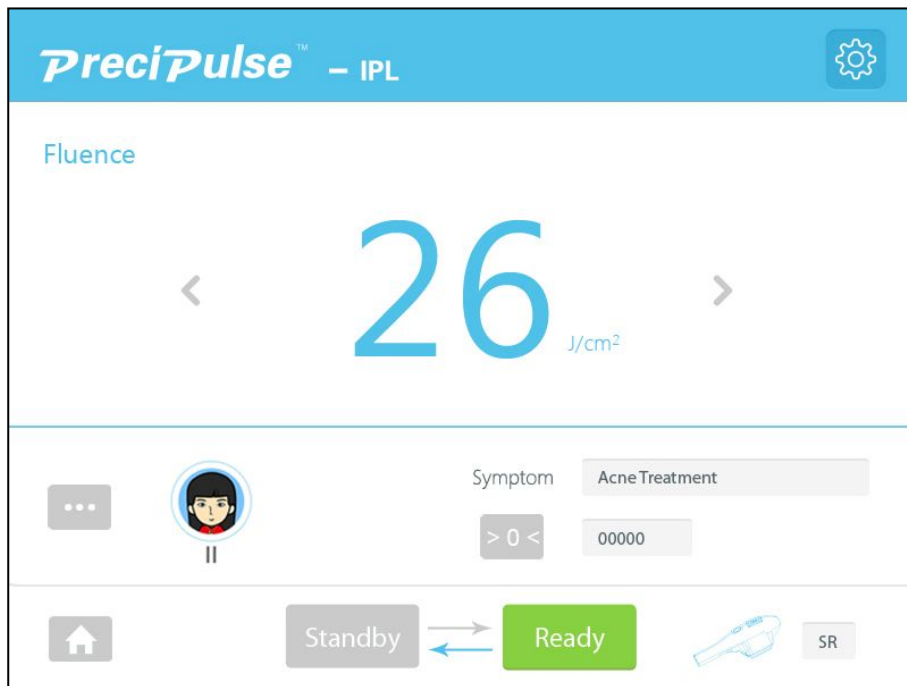 PreciPulse™ – IPL
Fluence
26 J/cm²
Symptom Acne Treatment
...
II
> 0 < 00000
Standby Ready SR